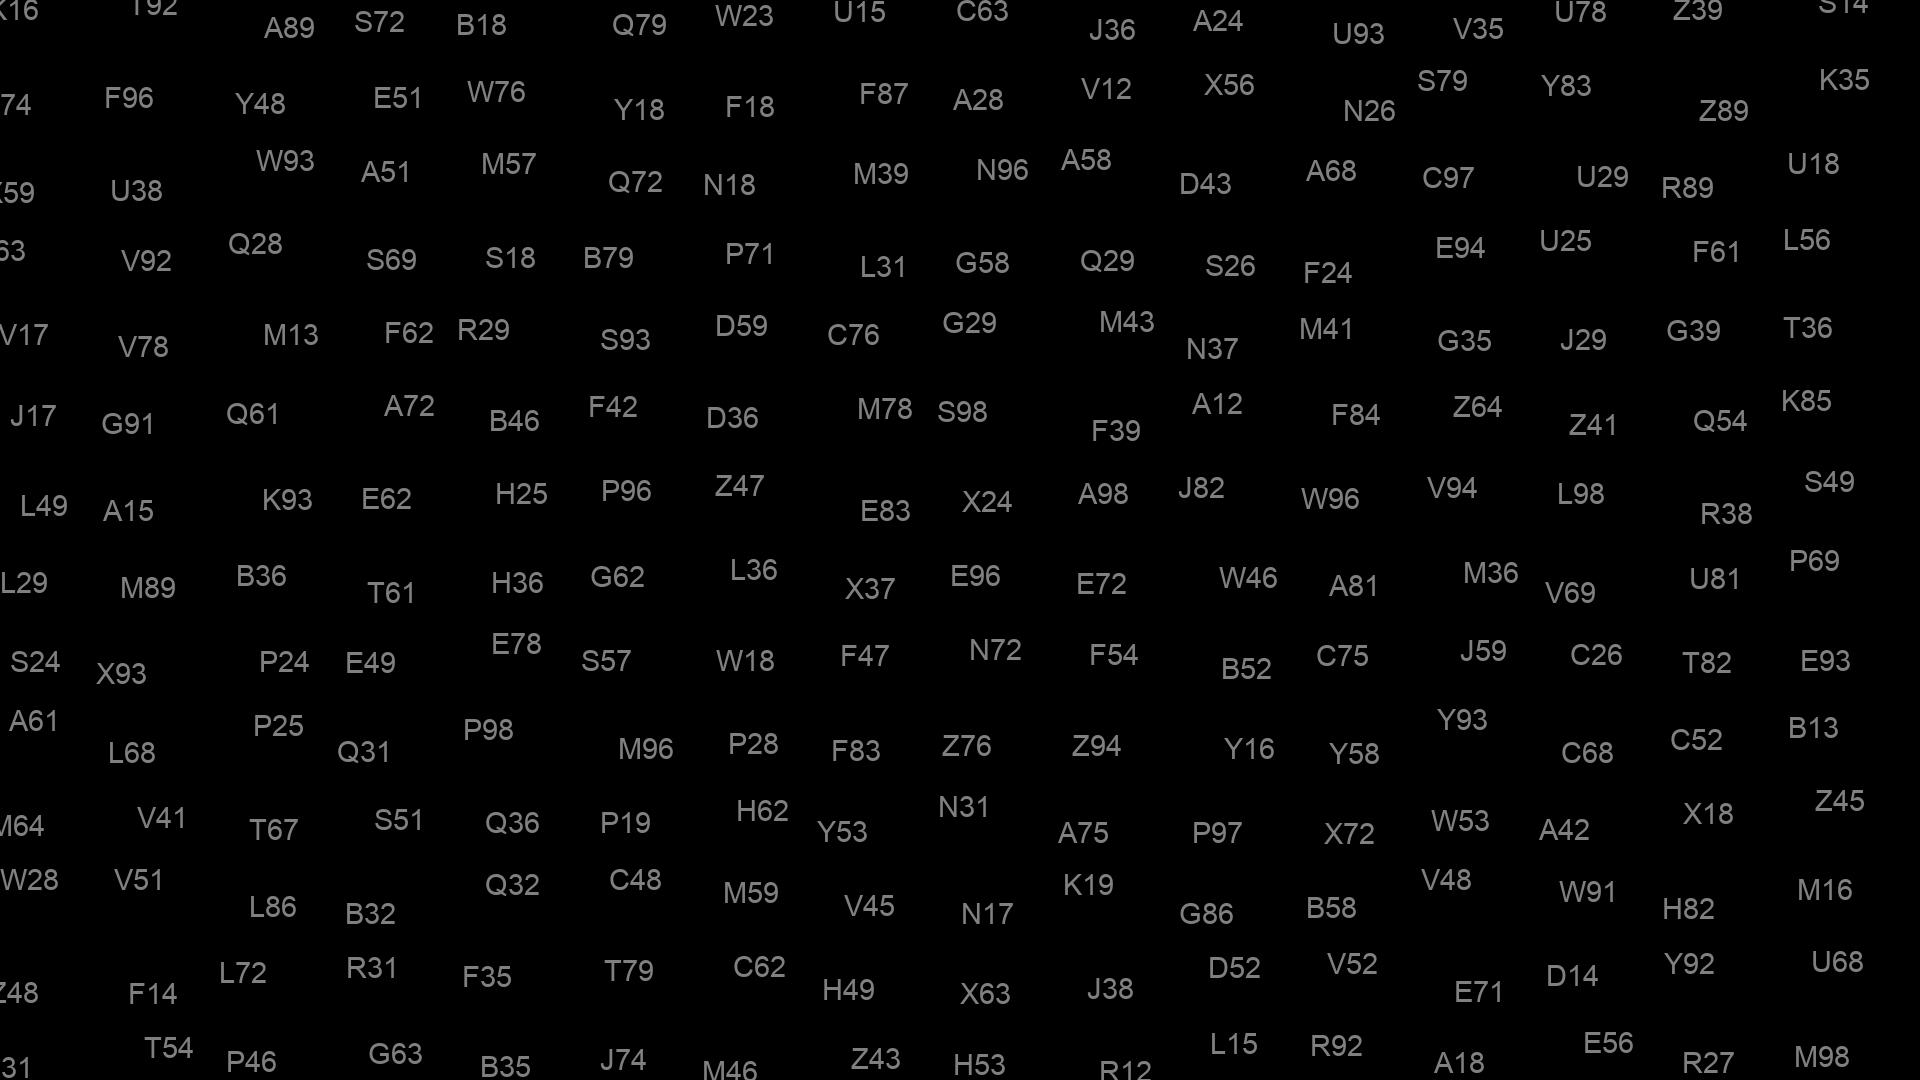 K16 T92 A89 S72 B18 Q79 W23 U15 C63 J36 A24 U93 V35 U78 Z39 S14
74 F96 Y48 E51 W76 Y18 F18 F87 A28 V12 X56 N26 S79 Y83 Z89 K35
59 U38 W93 A51 M57 Q72 N18 M39 N96 A58 D43 A68 C97 U29 R89 U18
63 V92 Q28 S69 S18 B79 P71 L31 G58 Q29 S26 F24 E94 U25 F61 L56
V17 V78 M13 F62 R29 S93 D59 C76 G29 M43 N37 M41 G35 J29 G39 T36
J17 G91 Q61 A72 B46 F42 D36 M78 S98 F39 A12 F84 Z64 Z41 Q54 K85
L49 A15 K93 E62 H25 P96 Z47 E83 X24 A98 J82 W96 V94 L98 R38 S49
L29 M89 B36 T61 H36 G62 L36 X37 E96 E72 W46 A81 M36 V69 U81 P69
S24 X93 P24 E49 E78 S57 W18 F47 N72 F54 B52 C75 J59 C26 T82 E93
A61 L68 P25 Q31 P98 M96 P28 F83 Z76 Z94 Y16 Y58 Y93 C68 C52 B13
M64 V41 T67 S51 Q36 P19 H62 Y53 N31 A75 P97 X72 W53 A42 X18 Z45
W28 V51 L86 B32 Q32 C48 M59 V45 N17 K19 G86 B58 V48 W91 H82 M16
Z48 F14 L72 R31 F35 T79 C62 H49 X63 J38 D52 V52 E71 D14 Y92 U68
31 T54 P46 G63 B35 J74 M46 Z43 H53 R12 L15 R92 A18 E56 R27 M98